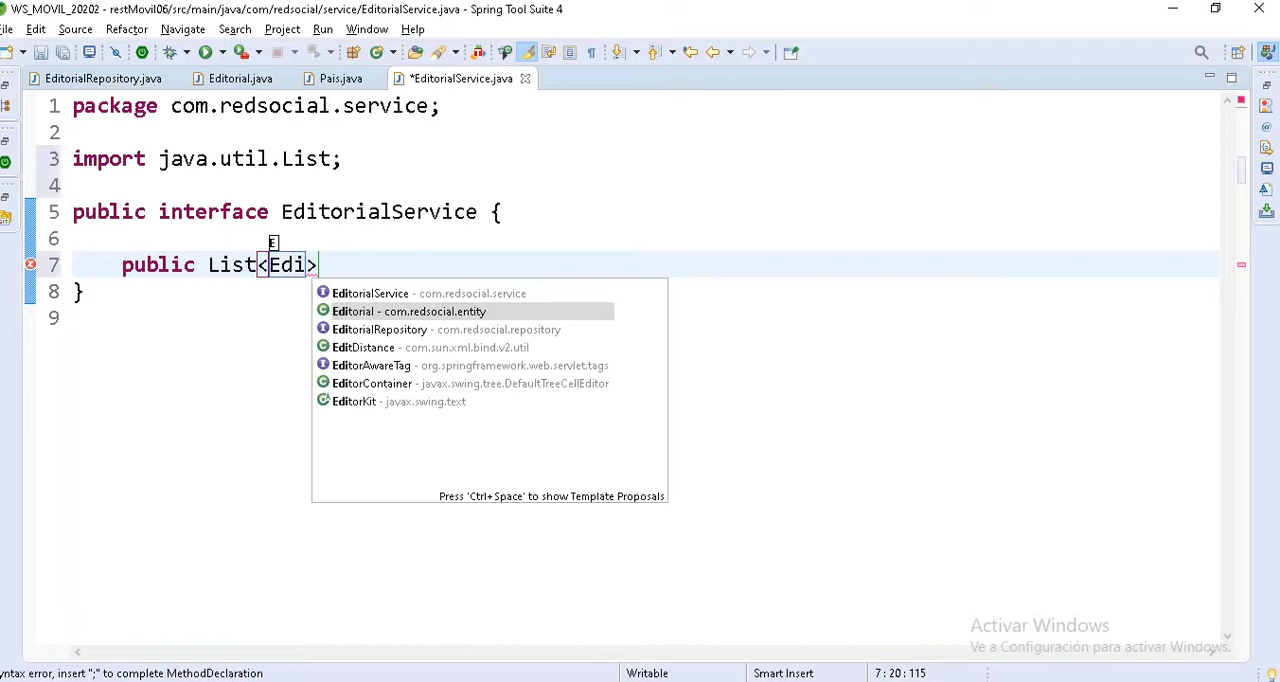 WS_MOVIL_20202 - restMovil06/src/main/java/com/redsocial/service/EditorialService.java - Spring Tool Suite 4
ile Edit Source Refactor Navigate Search Project Run Window Help
EditorialRepository.java Editorial.java Pais.java *EditorialService.java
1 package com.redsocial.service;
2
3 import java.util.List;
4
5 public interface EditorialService {
6
E
7 public List<Edi>
8 }
9
EditorialService - com.redsocial.service
Editorial - com.redsocial.entity
EditorialRepository - com.redsocial.repository
EditDistance - com.sun.xml.bind.v2.util
EditorAwareTag - org.springframework.web.servlet.tags
EditorContainer - javax.swing.tree.DefaultTreeCellEditor
EditorKit - javax.swing.text
Press 'Ctrl+Space' to show Template Proposals
Activar Windows
Ve a Configuración para activar Windows.
yntax error, insert ";" to complete MethodDeclaration Writable Smart Insert 7 : 20 : 115